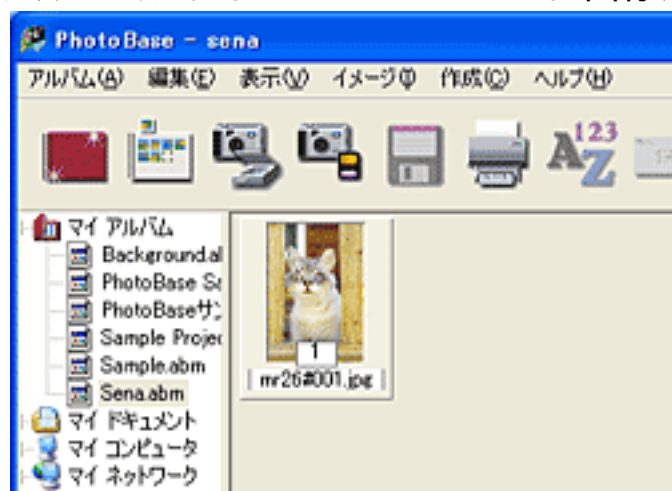 PhotoBase - sena
アルバム(A) 編集(E) 表示(V) イメージ(I) 作成(C) ヘルプ(H)
123
AZ
マイ アルバム
Background.al
PhotoBase Sa
PhotoBaseサン
Sample Projec
Sample.abm
Sena.abm
マイ ドキュメント
マイ コンピュータ
マイ ネットワーク
1
mr26#001.jpg